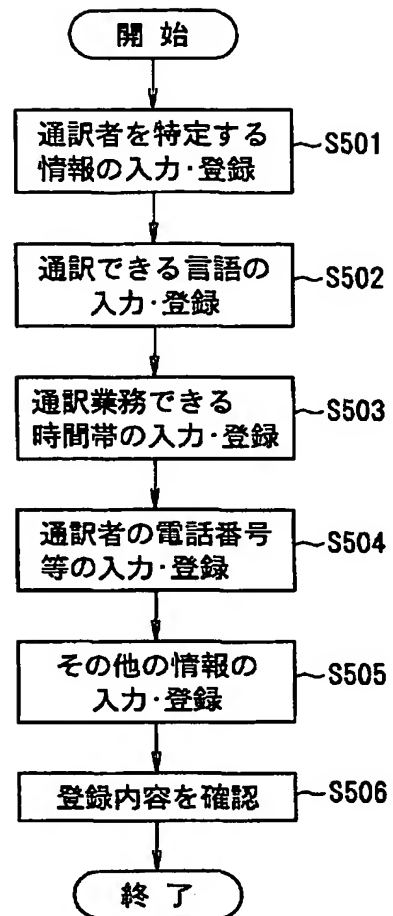 開 始
通訳者を特定する
情報の入力·登録
S501
通訳できる言語の
入力·登録
S502
通訳業務できる
時間帯の入力·登録
S503
通訳者の電話番号
等の入力·登録
S504
その他の情報の
入力·登録
S505
登録内容を確認
S506
終 了